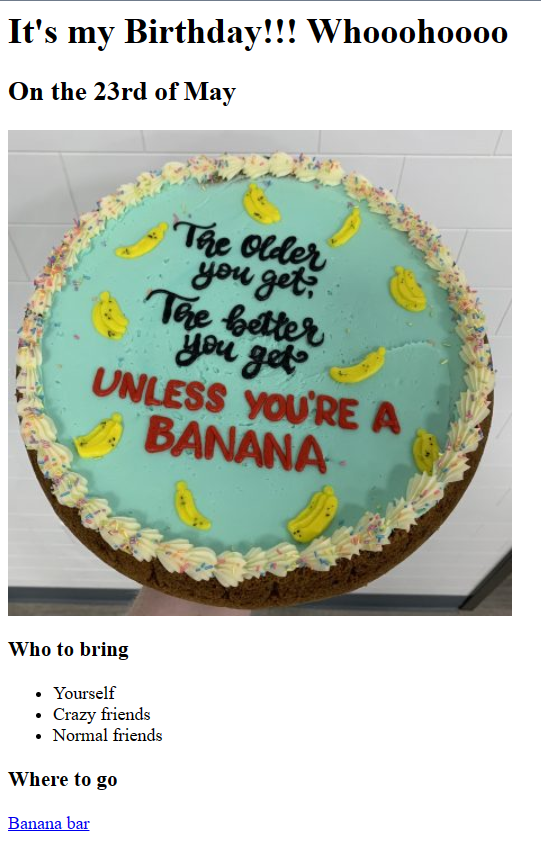 It's my Birthday!!! Whooohoooo
On the 23rd of May
The Older
you get,
The better
you get
UNLESS YOU'RE A
BANANA
Who to bring
Yourself
Crazy friends
Normal friends
Where to go
Banana bar